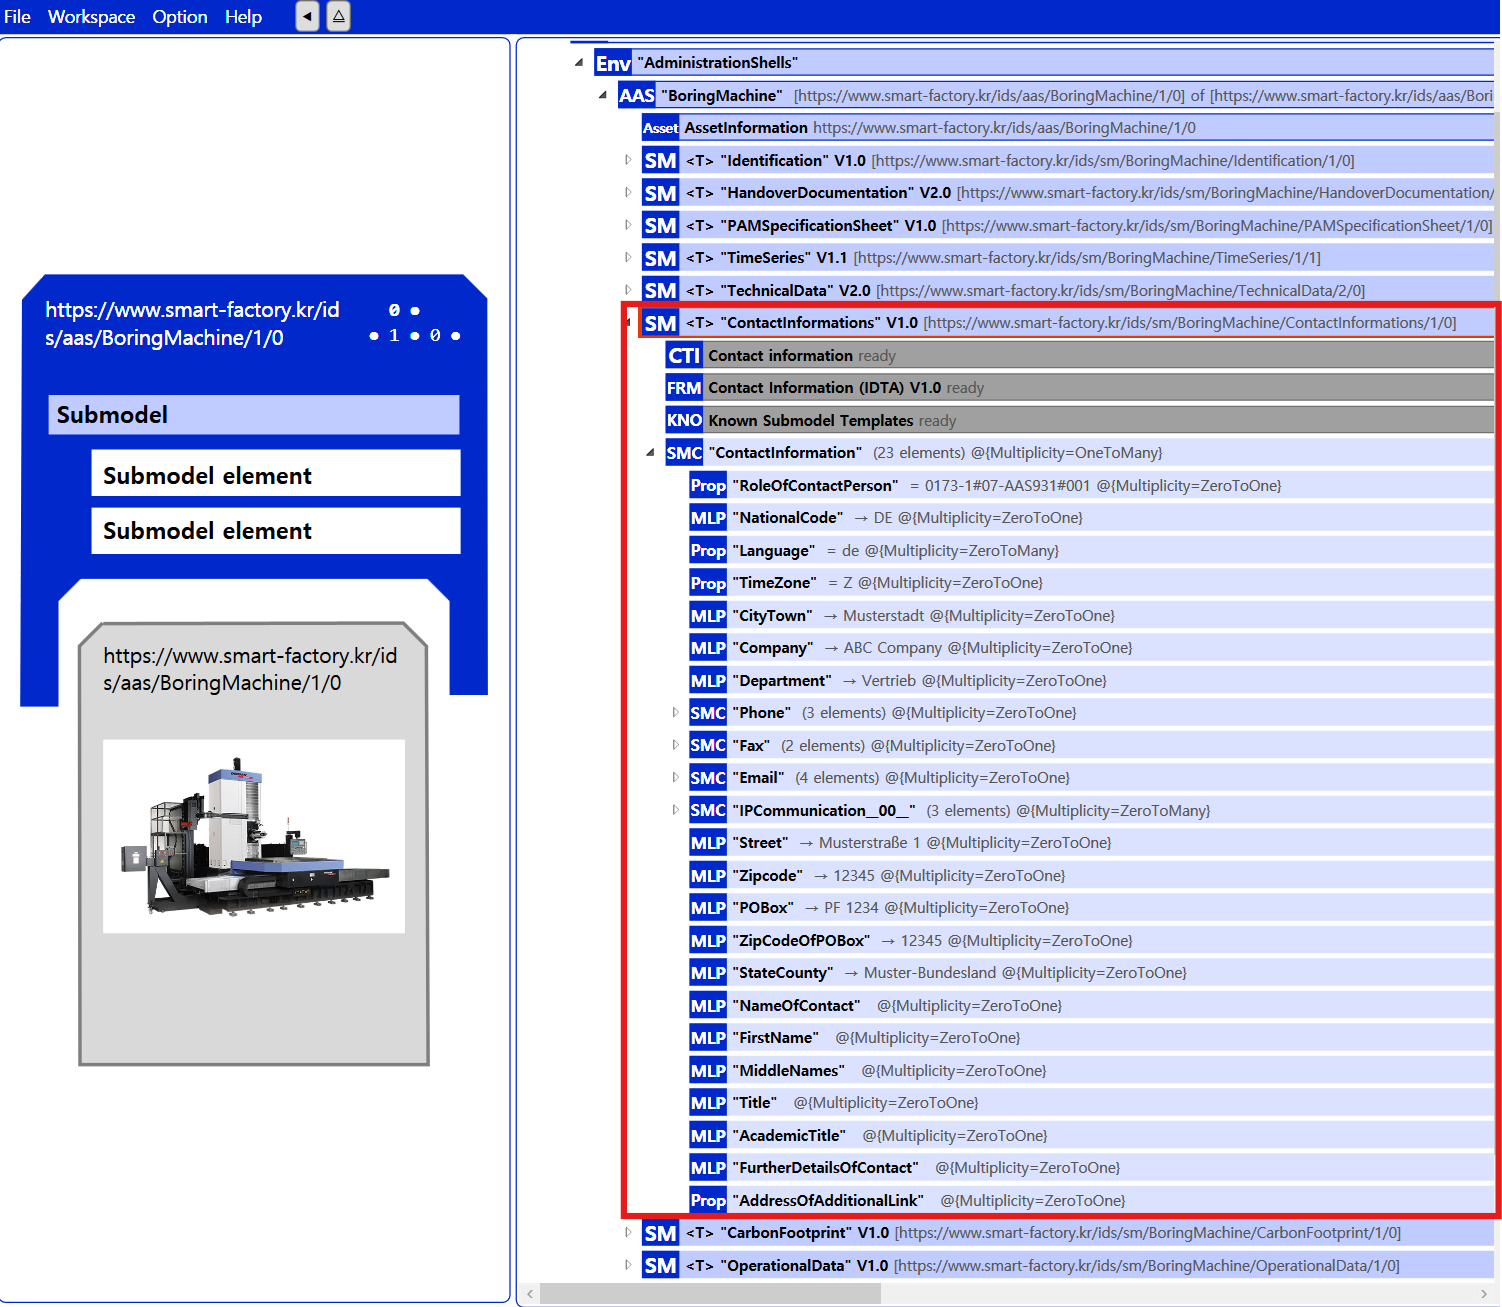 File Workspace Option Help
https://www.smart-factory.kr/id
s/aas/BoringMachine/1/0
0
1 0
Submodel
Submodel element
Submodel element
https://www.smart-factory.kr/id
s/aas/BoringMachine/1/0
Env "AdministrationShells"
AAS "BoringMachine" [https://www.smart-factory.kr/ids/aas/BoringMachine/1/0] of [https://www.smart-factory.kr/ids/aas/Bori
Asset AssetInformation https://www.smart-factory.kr/ids/aas/BoringMachine/1/0
SM <T> "Identification" V1.0 [https://www.smart-factory.kr/ids/sm/BoringMachine/Identification/1/0]
SM <T> "HandoverDocumentation" V2.0 [https://www.smart-factory.kr/ids/sm/BoringMachine/HandoverDocumentation/
SM <T> "PAMSpecificationSheet" V1.0 [https://www.smart-factory.kr/ids/sm/BoringMachine/PAMSpecificationSheet/1/0]
SM <T> "TimeSeries" V1.1 [https://www.smart-factory.kr/ids/sm/BoringMachine/TimeSeries/1/1]
SM <T> "TechnicalData" V2.0 [https://www.smart-factory.kr/ids/sm/BoringMachine/TechnicalData/2/0]
SM <T> "ContactInformations" V1.0 [https://www.smart-factory.kr/ids/sm/BoringMachine/ContactInformations/1/0]
CTI Contact information ready
FRM Contact Information (IDTA) V1.0 ready
KNO Known Submodel Templates ready
SMC "ContactInformation" (23 elements) @{Multiplicity=OneToMany}
Prop "RoleOfContactPerson" = 0173-1#07-AAS931#001 @{Multiplicity=ZeroToOne}
MLP "NationalCode" → DE @{Multiplicity=ZeroToOne}
Prop "Language" = de @{Multiplicity=ZeroToMany}
Prop "TimeZone" = Z @{Multiplicity=ZeroToOne}
MLP "CityTown" → Musterstadt @{Multiplicity=ZeroToOne}
MLP "Company" → ABC Company @{Multiplicity=ZeroToOne}
MLP "Department" → Vertrieb @{Multiplicity=ZeroToOne}
SMC "Phone" (3 elements) @{Multiplicity=ZeroToOne}
SMC "Fax" (2 elements) @{Multiplicity=ZeroToOne}
SMC "Email" (4 elements) @{Multiplicity=ZeroToOne}
SMC "IPCommunication__00__" (3 elements) @{Multiplicity=ZeroToMany}
MLP "Street" → Musterstraße 1 @{Multiplicity=ZeroToOne}
MLP "Zipcode" → 12345 @{Multiplicity=ZeroToOne}
MLP "POBox" → PF 1234 @{Multiplicity=ZeroToOne}
MLP "ZipCodeOfPOBox" → 12345 @{Multiplicity=ZeroToOne}
MLP "StateCounty" → Muster-Bundesland @{Multiplicity=ZeroToOne}
MLP "NameOfContact" @{Multiplicity=ZeroToOne}
MLP "FirstName" @{Multiplicity=ZeroToOne}
MLP "MiddleNames" @{Multiplicity=ZeroToOne}
MLP "Title" @{Multiplicity=ZeroToOne}
MLP "AcademicTitle" @{Multiplicity=ZeroToOne}
MLP "FurtherDetailsOfContact" @{Multiplicity=ZeroToOne}
Prop "AddressOfAdditionalLink" @{Multiplicity=ZeroToOne}
SM <T> "CarbonFootprint" V1.0 [https://www.smart-factory.kr/ids/sm/BoringMachine/CarbonFootprint/1/0]
SM <T> "OperationalData" V1.0 [https://www.smart-factory.kr/ids/sm/BoringMachine/OperationalData/1/0]